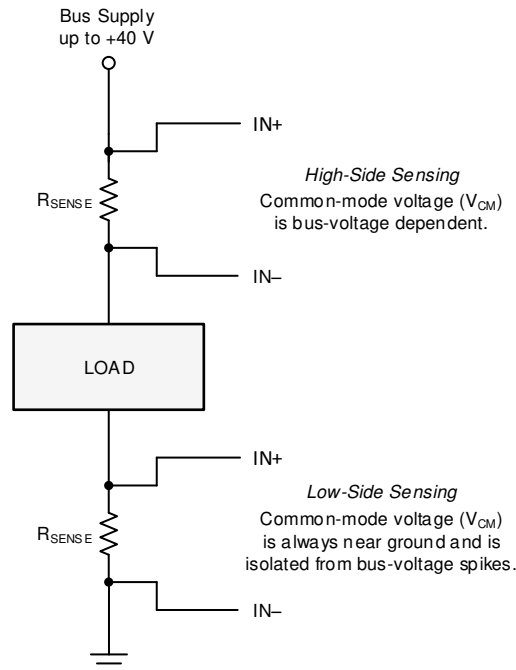 Bus Supply
up to +40 V
IN+
High-Side Sensing
Common-mode voltage (VCM)
is bus-voltage dependent.
RSENSE
IN–
LOAD
IN+
Low-Side Sensing
Common-mode voltage (VCM)
is always near ground and is
isolated from bus-voltage spikes.
RSENSE
IN–